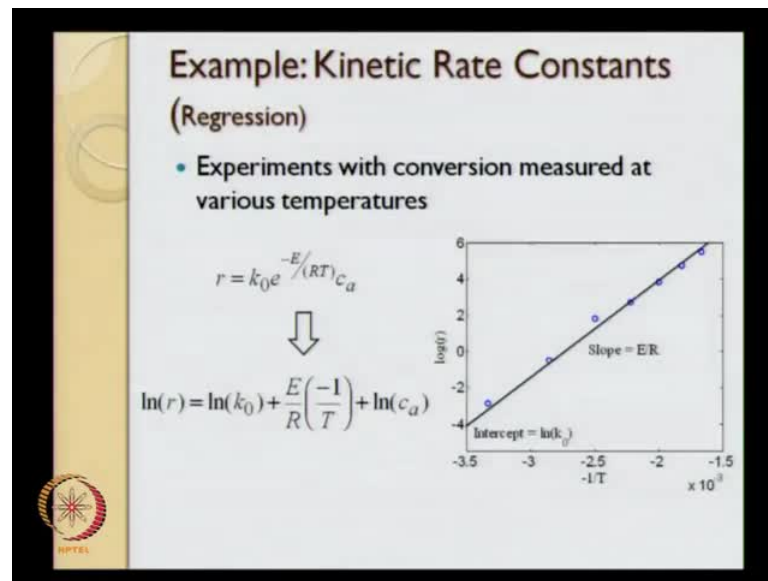 Example: Kinetic Rate Constants
(Regression)
• Experiments with conversion measured at
various temperatures
r = k₀e^(-E/(RT)) cₐ
ln(r) = ln(k₀) + E/R (-1/T) + ln(cₐ)
6
4
2
0
-2
-4
log(r)
Slope = E/R
Intercept = ln(k₀)
-3.5 -3 -2.5 -2 -1.5
-1/T
x 10⁻³
NPTEL